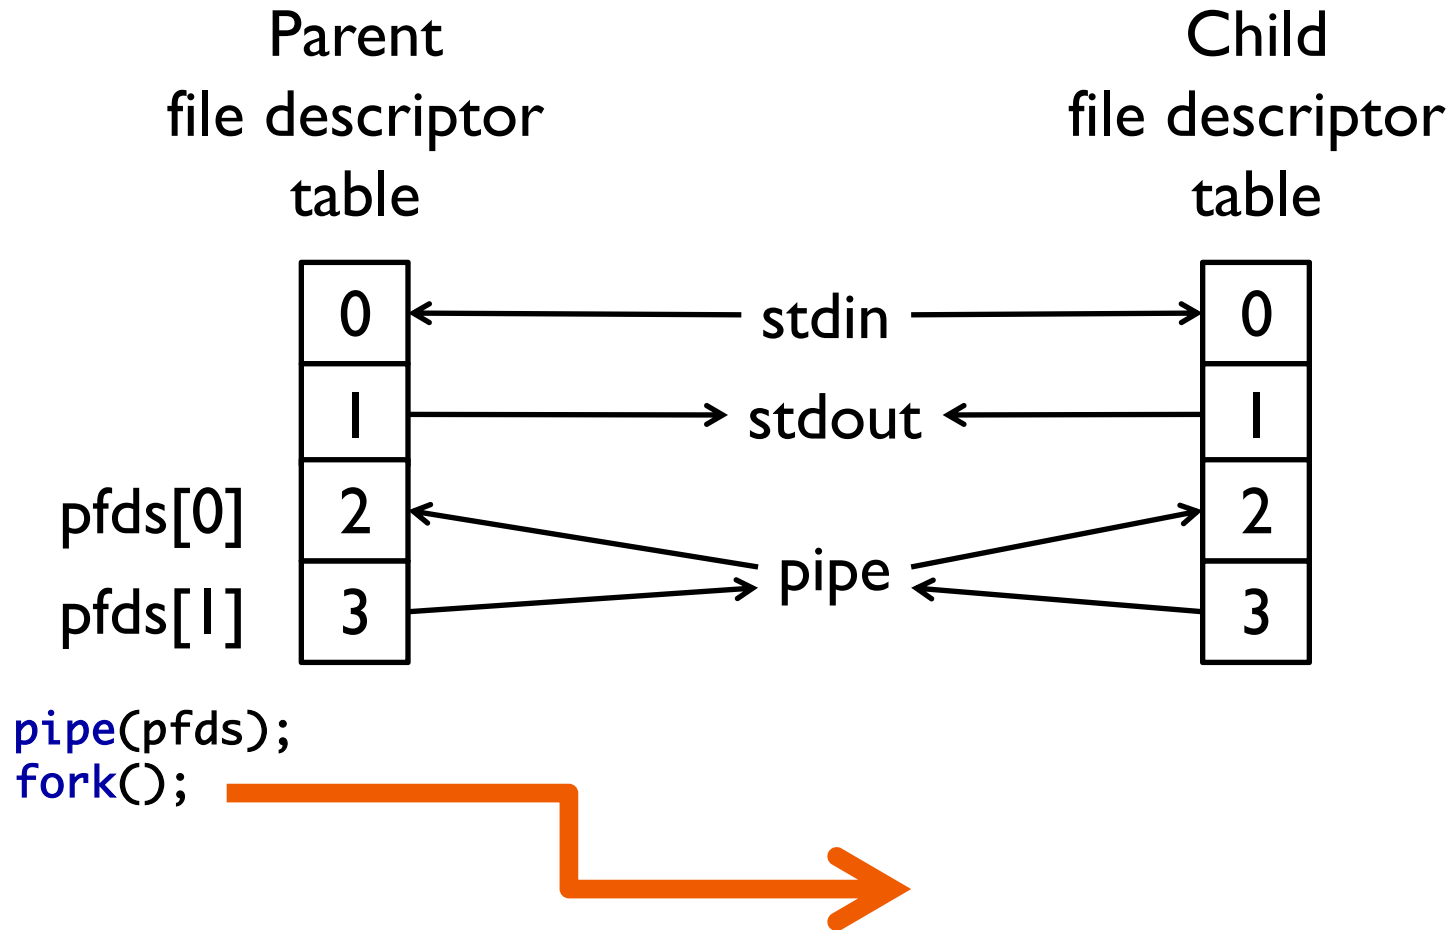 Parent
file descriptor
table
Child
file descriptor
table
0 stdin 0
1 stdout 1
pfds[0] 2 2
pipe
pfds[1] 3 3
pipe(pfds);
fork();